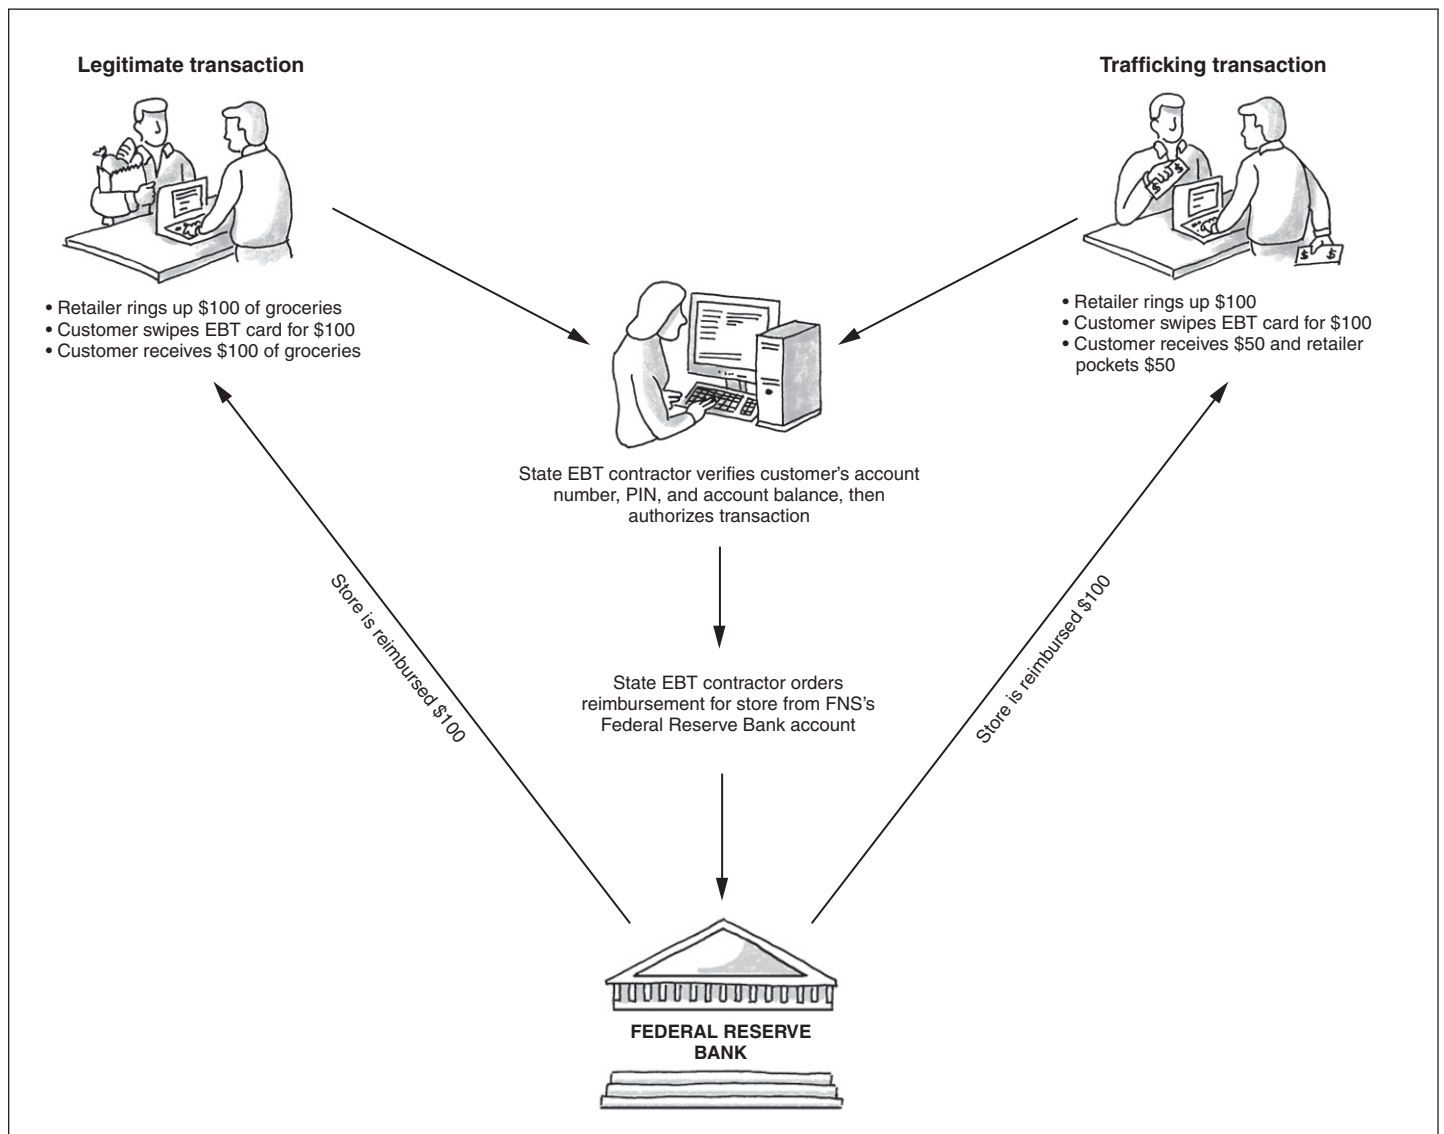 Legitimate transaction
• Retailer rings up $100 of groceries
• Customer swipes EBT card for $100
• Customer receives $100 of groceries
Trafficking transaction
• Retailer rings up $100
• Customer swipes EBT card for $100
• Customer receives $50 and retailer
pockets $50
State EBT contractor verifies customer’s account
number, PIN, and account balance, then
authorizes transaction
State EBT contractor orders
reimbursement for store from FNS’s
Federal Reserve Bank account
Store is reimbursed $100
Store is reimbursed $100
FEDERAL RESERVE
BANK